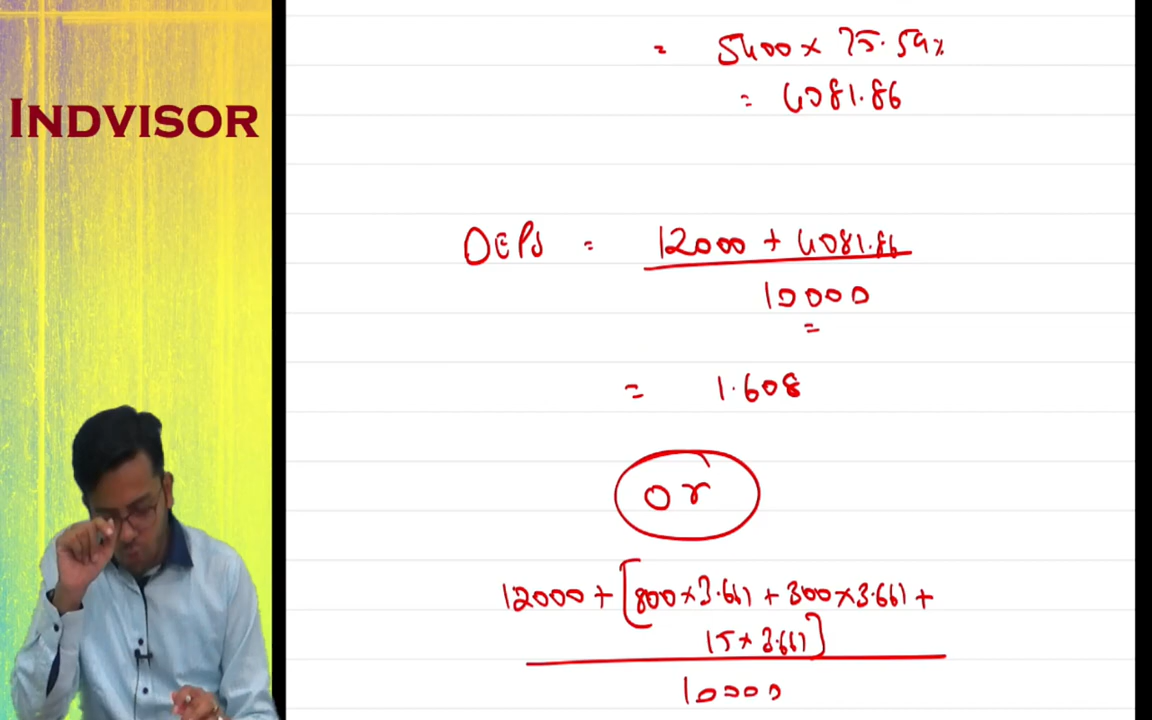 INDVISOR
= 5400 × 75.59%
= 4081.86
DEPS = 12000 + 4081.86
10000
=
= 1.608
or
12000 + [800×3.661 + 300×3.661 +
15 × 3.661]
10000